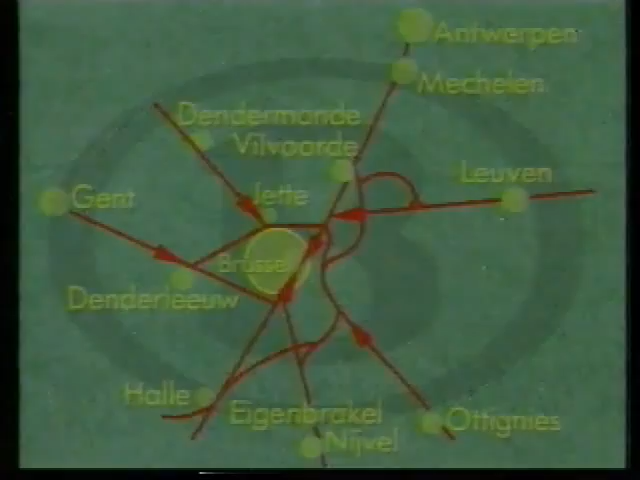 Antwerpen
Mechelen
Dendermonde
Vilvoorde
Leuven
Jette
Gent
Brussel
Denderleeuw
Halle
Eigenbrakel
Ottignies
Nijvel